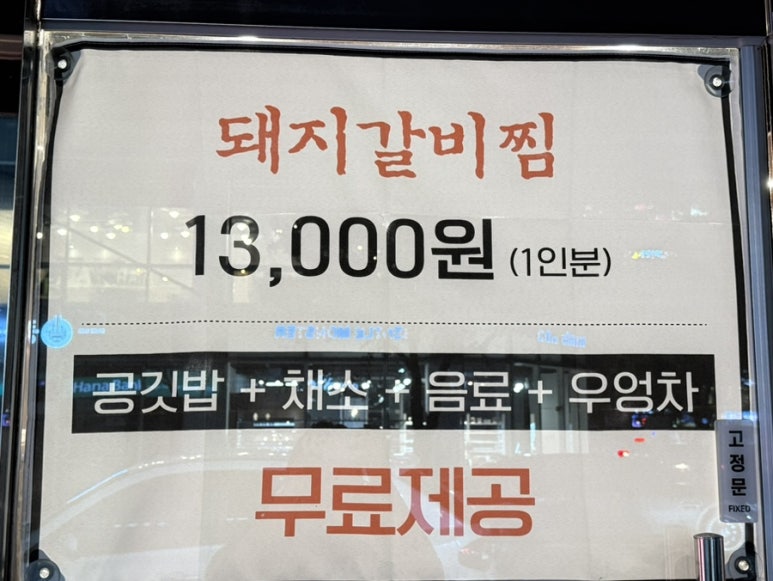 돼지갈비찜
13,000원 (1인분)
공깃밥 + 채소 + 음료 + 우엉차
무료제공
고정문
FIXED
HanaBank